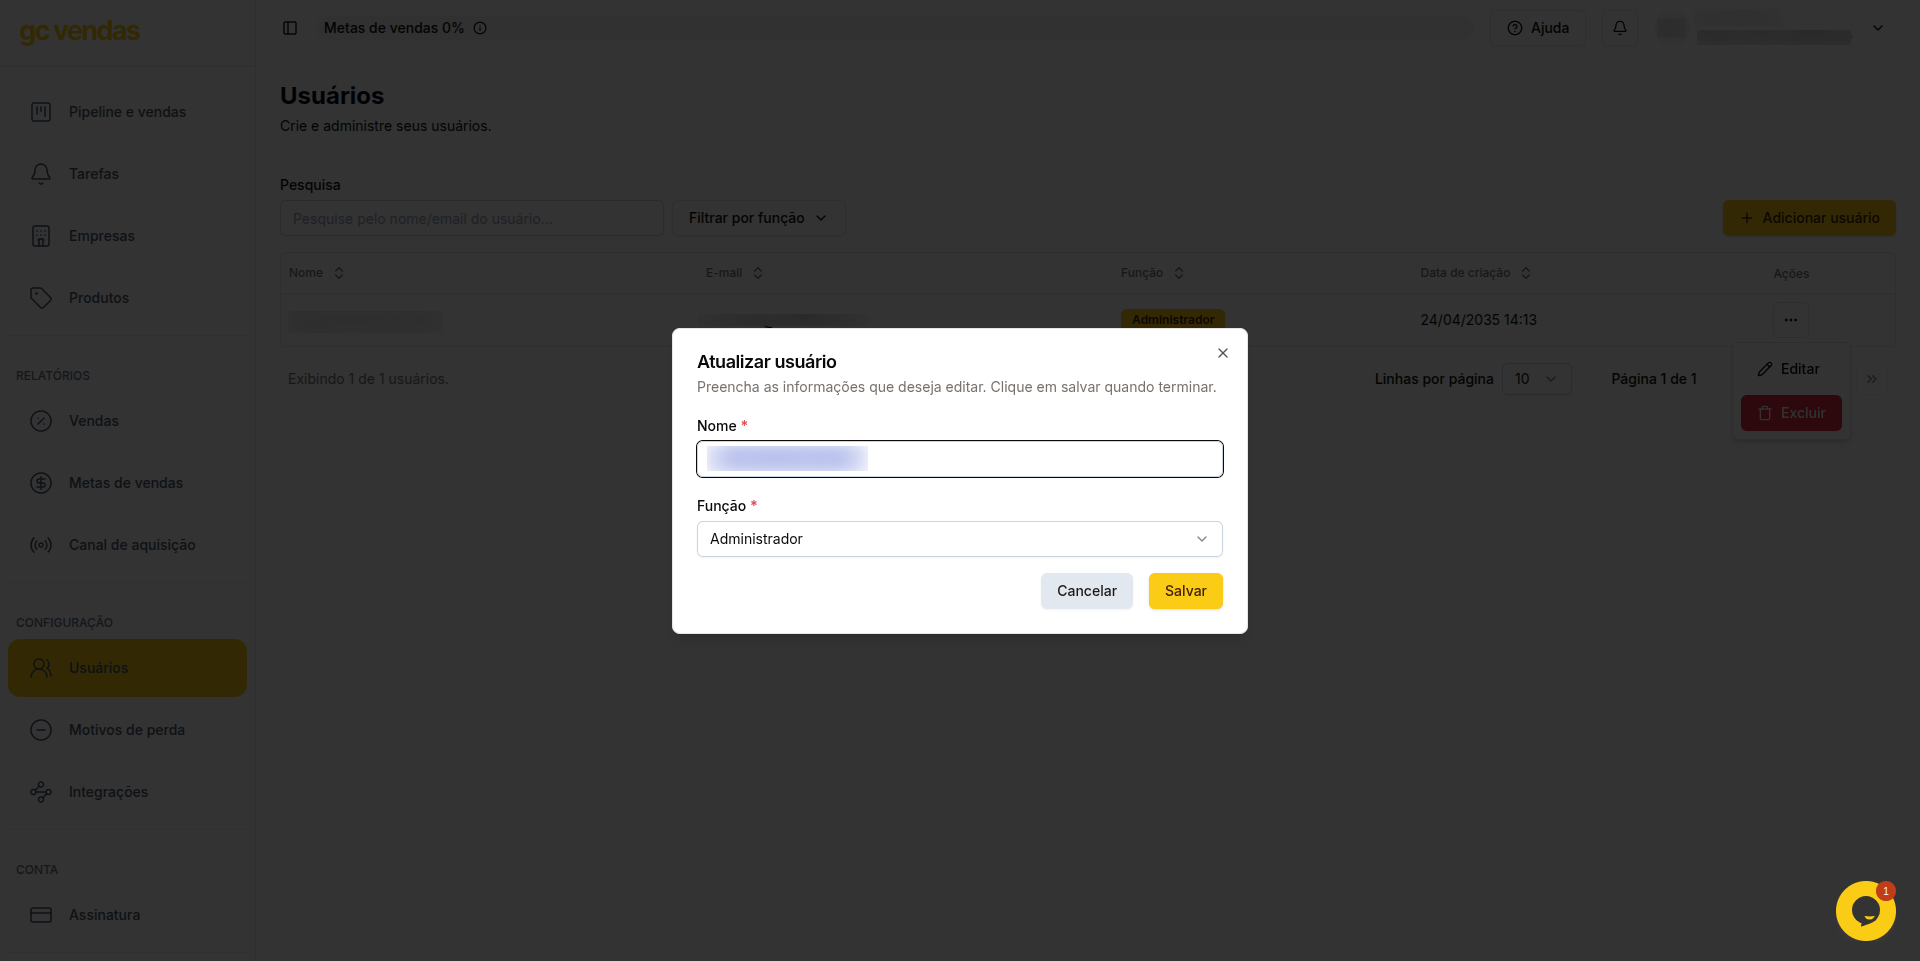 gc vendas
Metas de vendas 0%
Ajuda
Pipeline e vendas
Tarefas
Empresas
Produtos
RELATÓRIOS
Vendas
Metas de vendas
Canal de aquisição
CONFIGURAÇÃO
Usuários
Motivos de perda
Integrações
CONTA
Assinatura
Usuários
Crie e administre seus usuários.
Pesquisa
Pesquise pelo nome/email do usuário...
Filtrar por função
+ Adicionar usuário
Nome E-mail Função Data de criação Ações
Administrador 24/04/2035 14:13 ...
Exibindo 1 de 1 usuários.
Linhas por página 10 Página 1 de 1 »
Editar
Excluir
Atualizar usuário
Preencha as informações que deseja editar. Clique em salvar quando terminar.
Nome *
Função *
Administrador
Cancelar Salvar
1